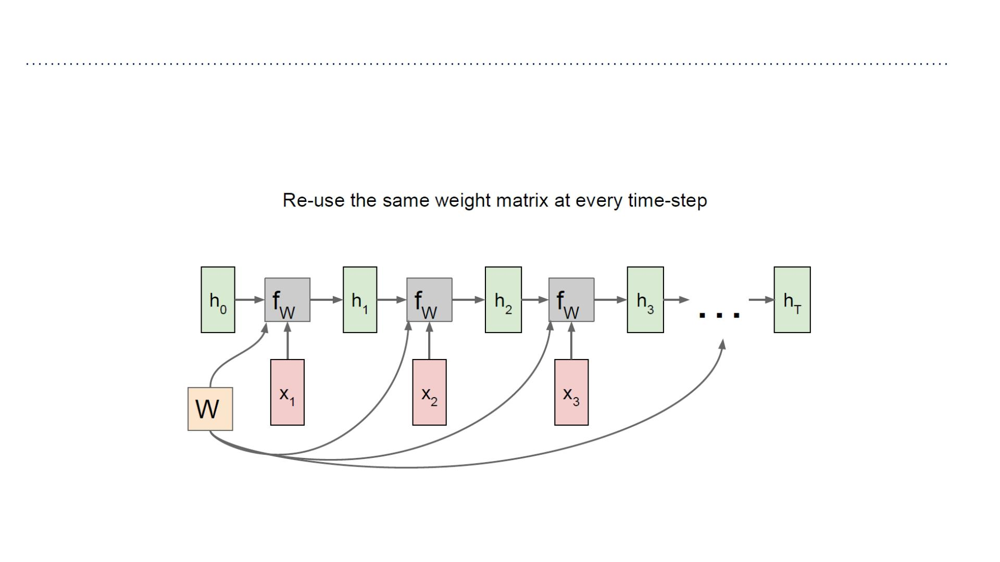 Re-use the same weight matrix at every time-step
h0 fW h1 fW h2 fW h3 ... hT
W x1 x2 x3